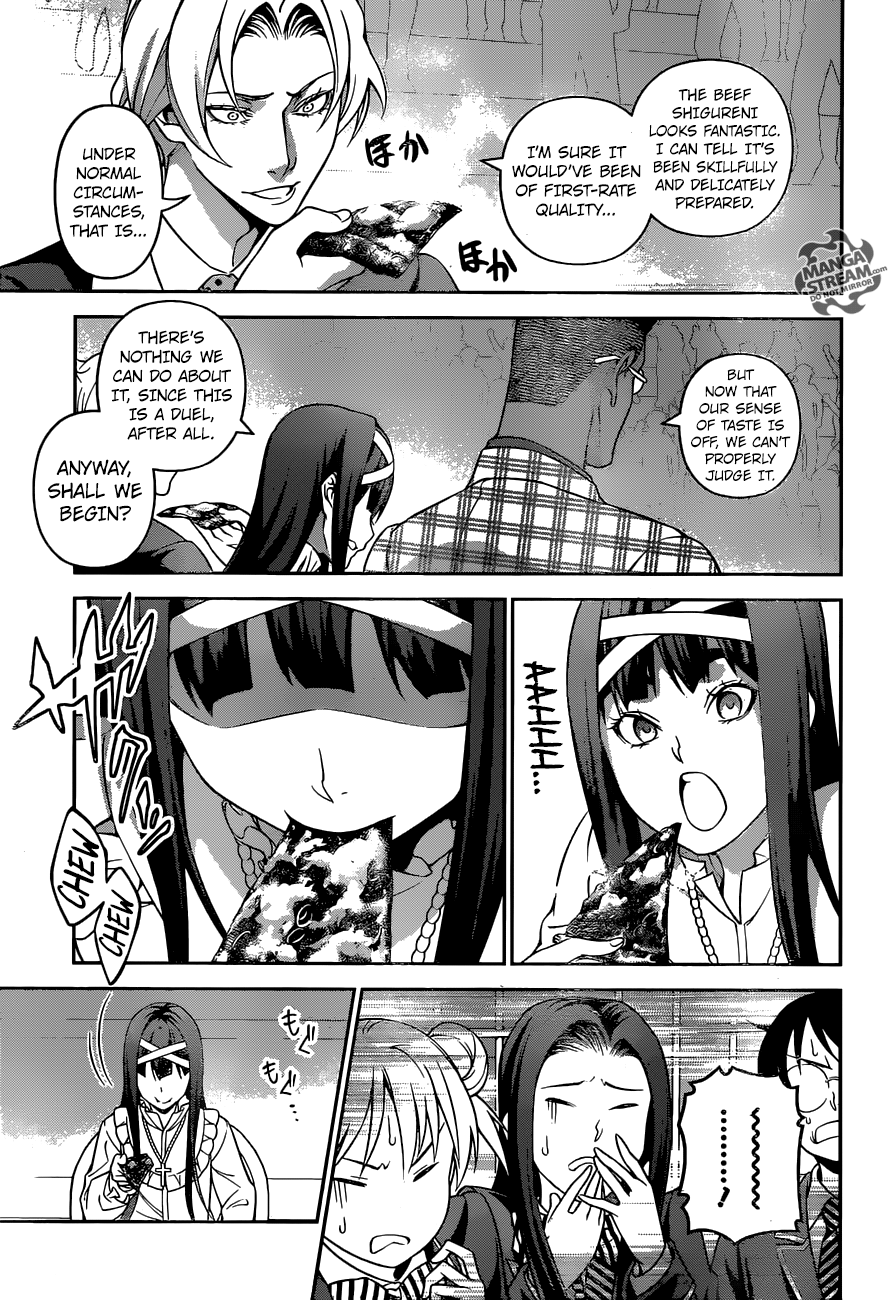 THE BEEF
SHIGURENI
LOOKS FANTASTIC.
I CAN TELL IT'S
BEEN SKILLFULLY
AND DELICATELY
PREPARED.
I'M SURE IT
WOULD'VE BEEN
OF FIRST-RATE
QUALITY...
ほか
ほか
UNDER
NORMAL
CIRCUM-
STANCES,
THAT IS...
MANGA
STREAM.com
DO NOT MIRROR
BUT
NOW THAT
OUR SENSE
OF TASTE IS
OFF, WE CAN'T
PROPERLY
JUDGE IT.
THERE'S
NOTHING WE
CAN DO ABOUT
IT, SINCE THIS
IS A DUEL,
AFTER ALL.
ANYWAY,
SHALL WE
BEGIN?
AAHHH...
CHEW
CHEW
.......!
もぐ
もぐ...